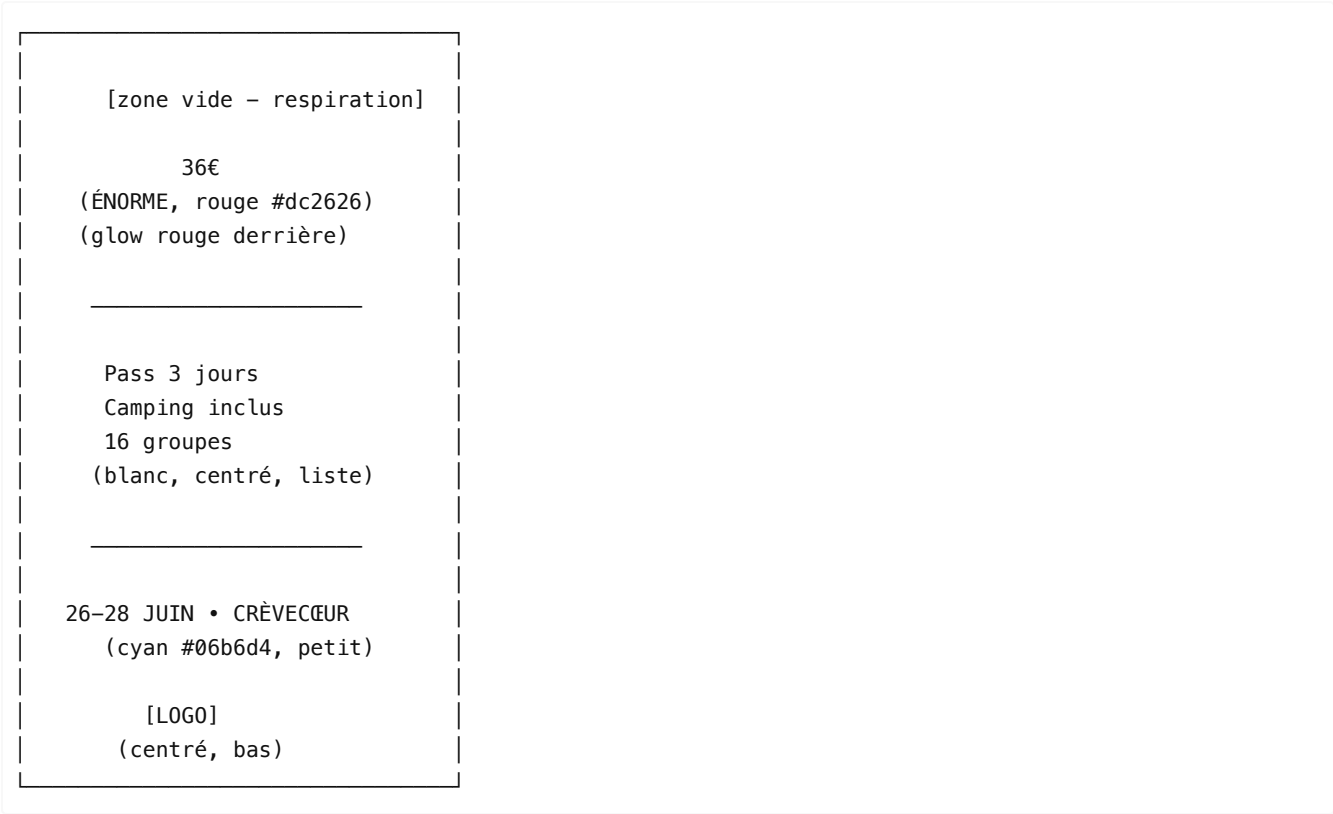 [zone vide – respiration]
36€
(ÉNORME, rouge #dc2626)
(glow rouge derrière)
Pass 3 jours
Camping inclus
16 groupes
(blanc, centré, liste)
26–28 JUIN • CRÈVECŒUR
(cyan #06b6d4, petit)
[LOGO]
(centré, bas)